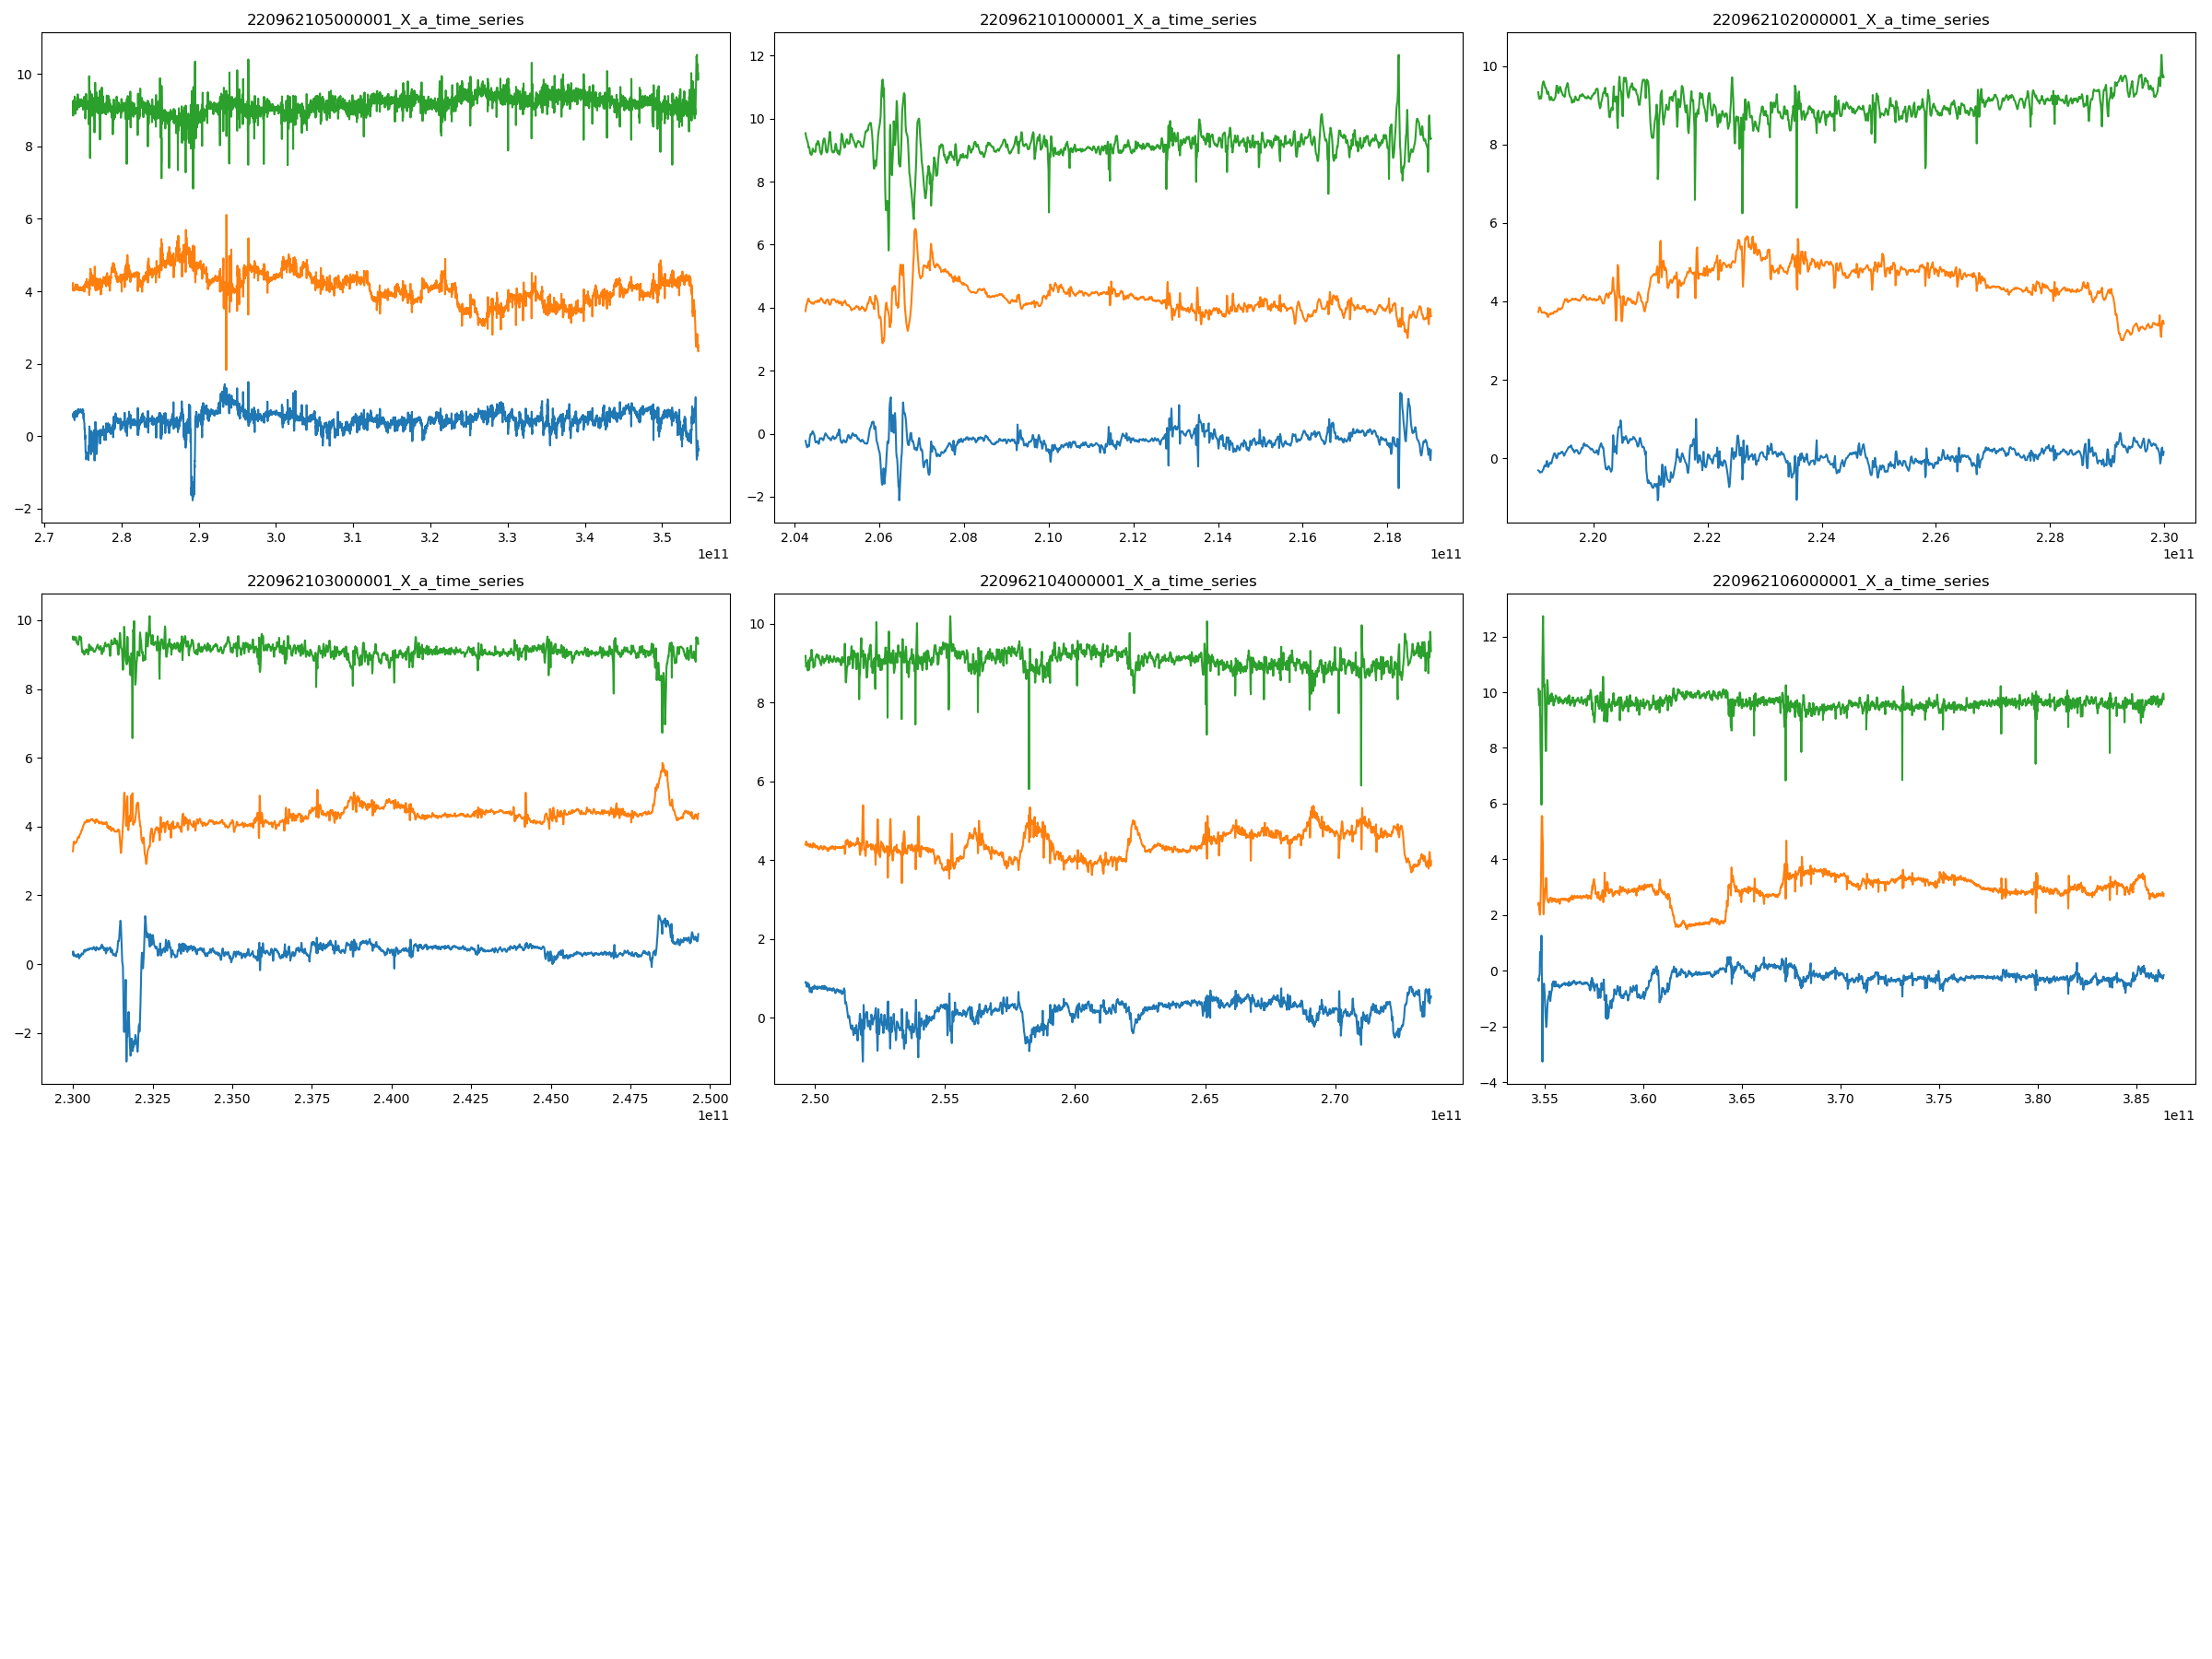 220962105000001_X_a_time_series
220962101000001_X_a_time_series
220962102000001_X_a_time_series
10
8
6
4
2
0
−2
2.7 2.8 2.9 3.0 3.1 3.2 3.3 3.4 3.5
1e11
12
10
8
6
4
2
0
−2
2.04 2.06 2.08 2.10 2.12 2.14 2.16 2.18
1e11
10
8
6
4
2
0
2.20 2.22 2.24 2.26 2.28 2.30
1e11
220962103000001_X_a_time_series
220962104000001_X_a_time_series
220962106000001_X_a_time_series
10
8
6
4
2
0
−2
2.300 2.325 2.350 2.375 2.400 2.425 2.450 2.475 2.500
1e11
10
8
6
4
2
0
2.50 2.55 2.60 2.65 2.70
1e11
12
10
8
6
4
2
0
−2
−4
3.55 3.60 3.65 3.70 3.75 3.80 3.85
1e11